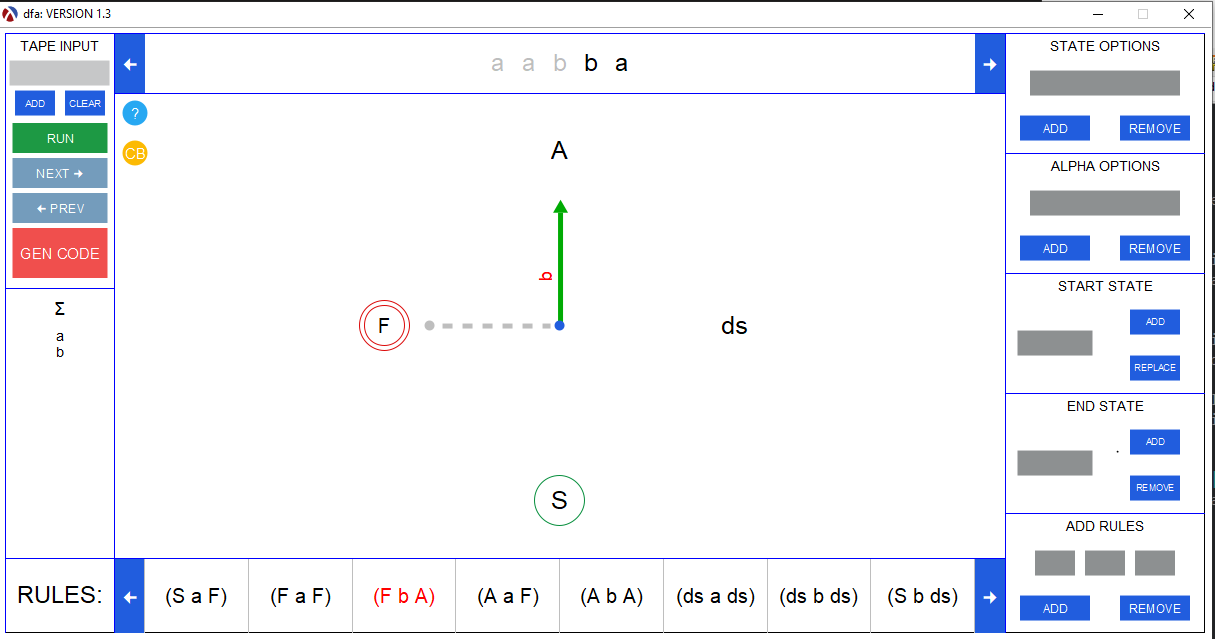 dfa: VERSION 1.3
TAPE INPUT
ADD CLEAR
RUN
NEXT →
← PREV
GEN CODE
Σ
a
b
← a a b b a →
?
CB
A
b
F
ds
S
RULES: ← (S a F) (F a F) (F b A) (A a F) (A b A) (ds a ds) (ds b ds) (S b ds) →
STATE OPTIONS
ADD REMOVE
ALPHA OPTIONS
ADD REMOVE
START STATE
ADD
REPLACE
END STATE
ADD
REMOVE
ADD RULES
ADD REMOVE